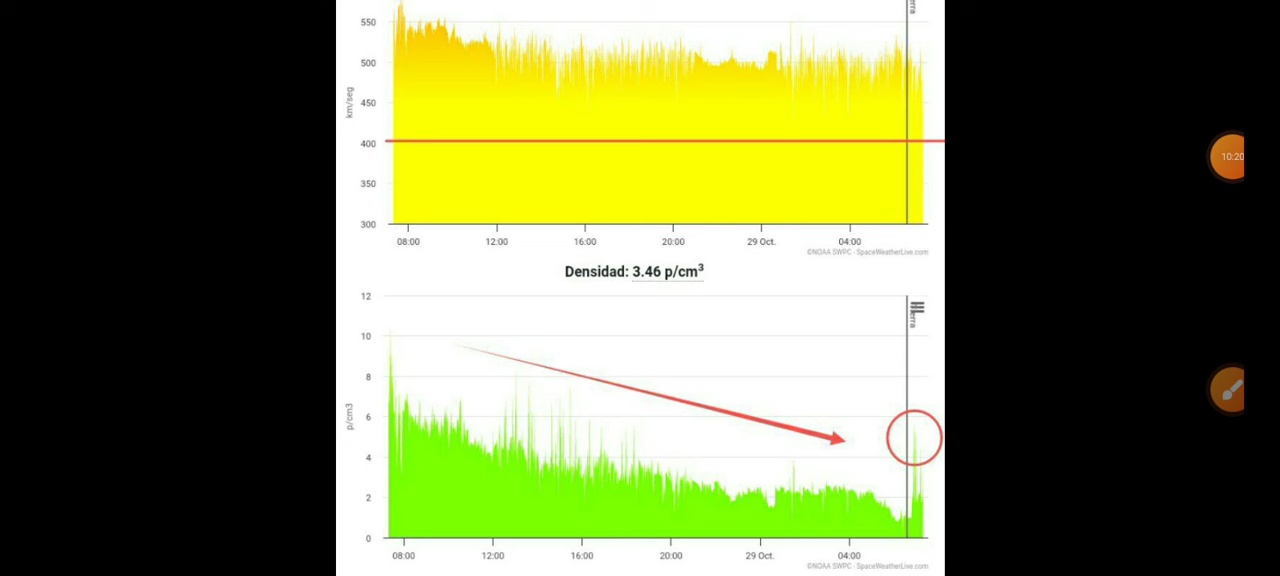 erra
550
500
450
400
350
300
km/seg
08:00 12:00 16:00 20:00 29 Oct. 04:00
©NOAA SWPC - SpaceWeatherLive.com
Densidad: 3.46 p/cm³
12
10
8
6
4
2
0
p/cm3
erra
08:00 12:00 16:00 20:00 29 Oct. 04:00
©NOAA SWPC - SpaceWeatherLive.com
10:20